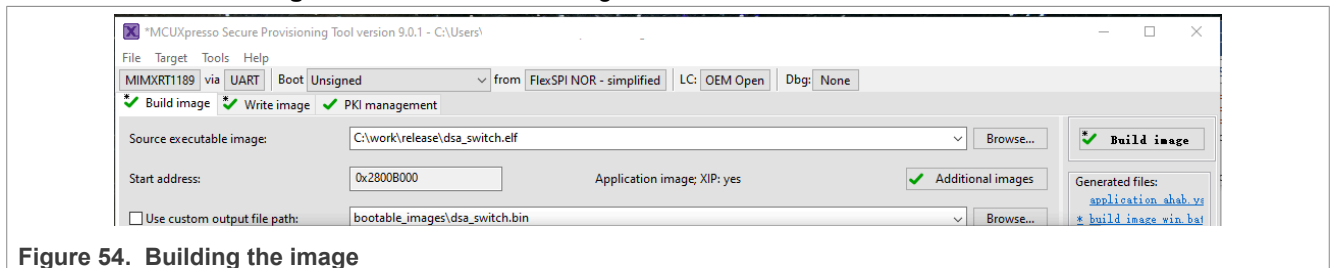 *MCUXpresso Secure Provisioning Tool version 9.0.1 - C:\Users\
File Target Tools Help
MIMXRT1189 via UART Boot Unsigned from FlexSPI NOR - simplified LC: OEM Open Dbg: None
* Build image * Write image PKI management
Source executable image: C:\work\release\dsa_switch.elf Browse... * Build image
Start address: 0x2800B000 Application image; XIP: yes Additional images Generated files:
application_ahab.ya
Use custom output file path: bootable_images\dsa_switch.bin Browse... * build_image_win.bat
Figure 54. Building the image